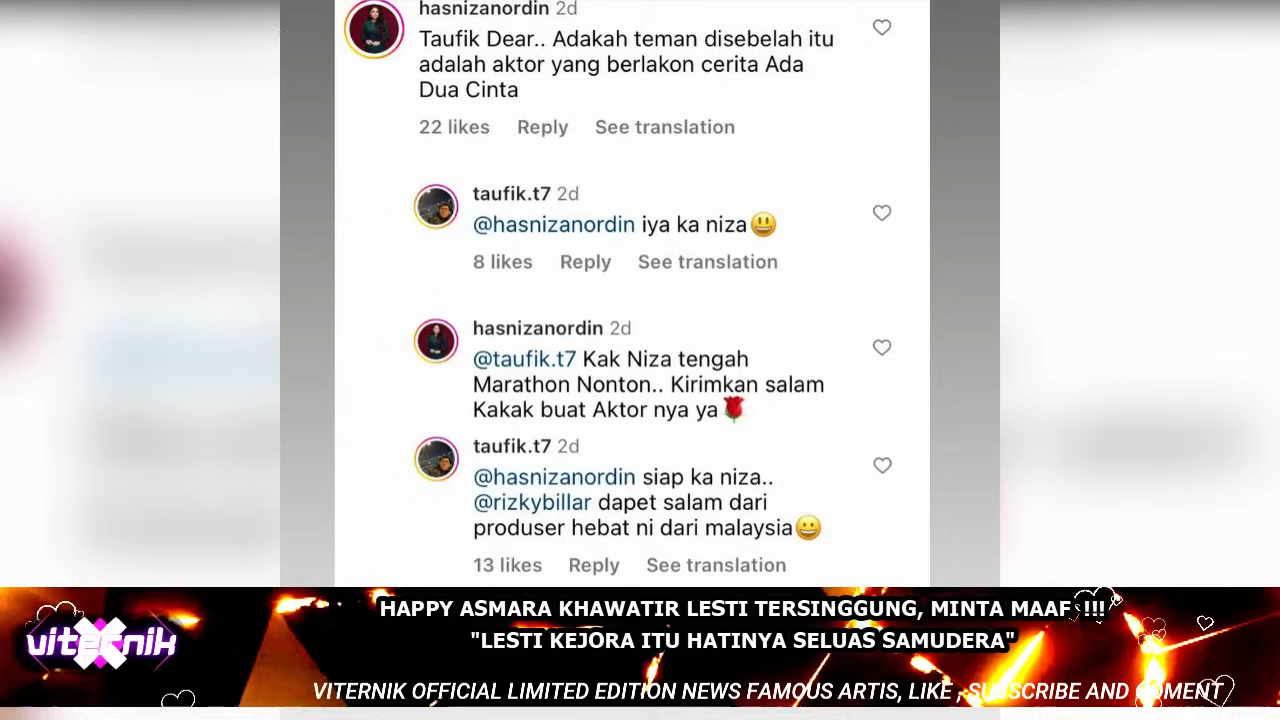 hasnizanordin 2d
Taufik Dear.. Adakah teman disebelah itu
adalah aktor yang berlakon cerita Ada
Dua Cinta
22 likes Reply See translation
taufik.t7 2d
@hasnizanordin iya ka niza😃
8 likes Reply See translation
hasnizanordin 2d
@taufik.t7 Kak Niza tengah
Marathon Nonton.. Kirimkan salam
Kakak buat Aktor nya ya🌹
taufik.t7 2d
@hasnizanordin siap ka niza..
@rizkybillar dapet salam dari
produser hebat ni dari malaysia😀
13 likes Reply See translation
HAPPY ASMARA KHAWATIR LESTI TERSINGGUNG, MINTA MAAF !!!
"LESTI KEJORA ITU HATINYA SELUAS SAMUDERA"
viternik
VITERNIK OFFICIAL LIMITED EDITION NEWS FAMOUS ARTIS, LIKE , SUBSCRIBE AND COMENT